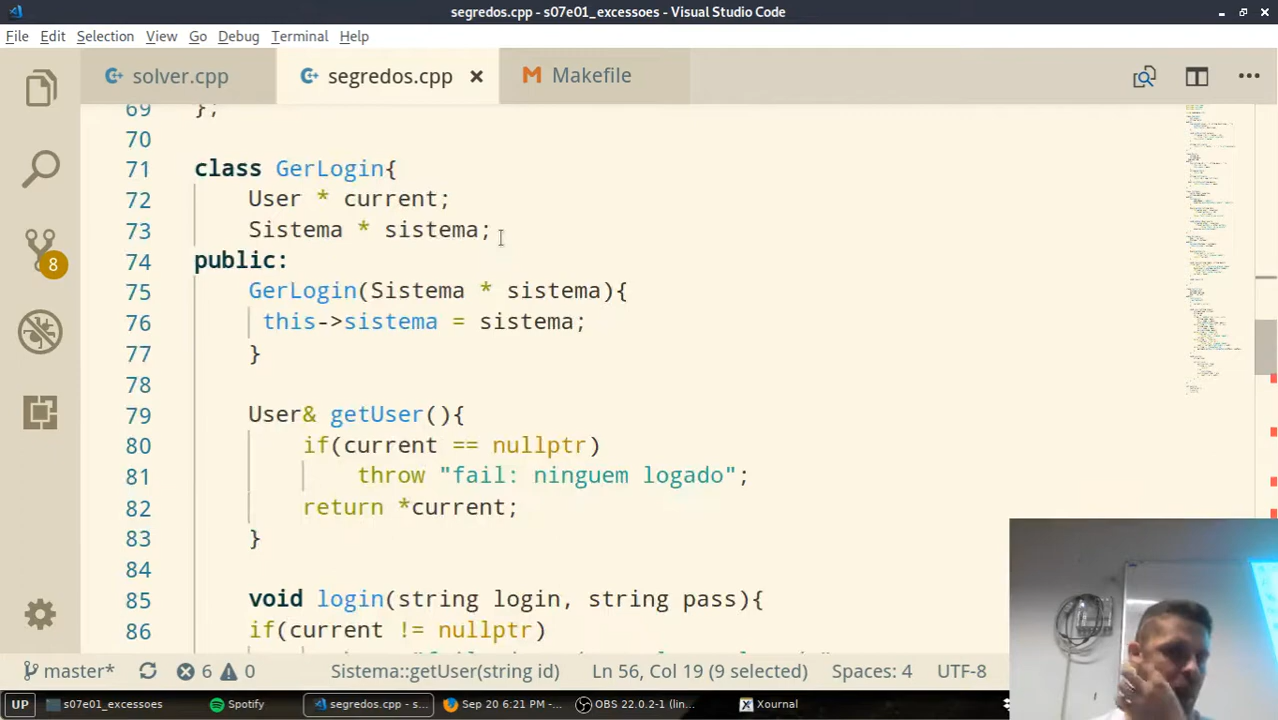 segredos.cpp - s07e01_excessoes - Visual Studio Code
File Edit Selection View Go Debug Terminal Help
solver.cpp segredos.cpp Makefile
69 };
70
71 class GerLogin{
72 User * current;
73 Sistema * sistema;
74 public:
75 GerLogin(Sistema * sistema){
76 this->sistema = sistema;
77 }
78
79 User& getUser(){
80 if(current == nullptr)
81 throw "fail: ninguem logado";
82 return *current;
83 }
84
85 void login(string login, string pass){
86 if(current != nullptr)
8
master* 6 0 Sistema::getUser(string id) Ln 56, Col 19 (9 selected) Spaces: 4 UTF-8
UP s07e01_excessoes Spotify segredos.cpp - s... Sep 20 6:21 PM -... OBS 22.0.2-1 (lin... Xournal